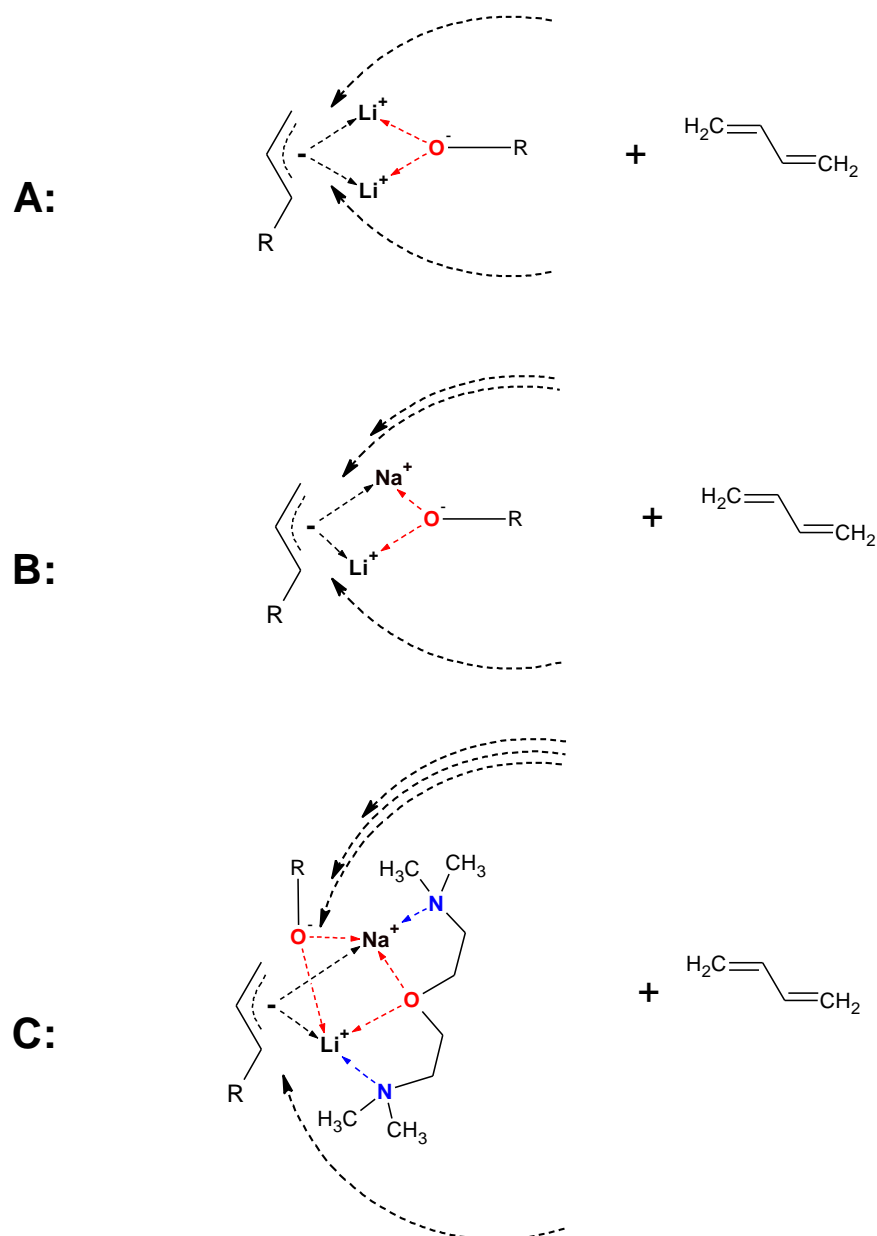 A:
Li+
Li+
O-
R
R
-
+
H2C
CH2
B:
Na+
Li+
O-
R
R
-
+
H2C
CH2
C:
R
O-
Na+
Li+
H3C
CH3
N
O
N
H3C
CH3
R
-
+
H2C
CH2